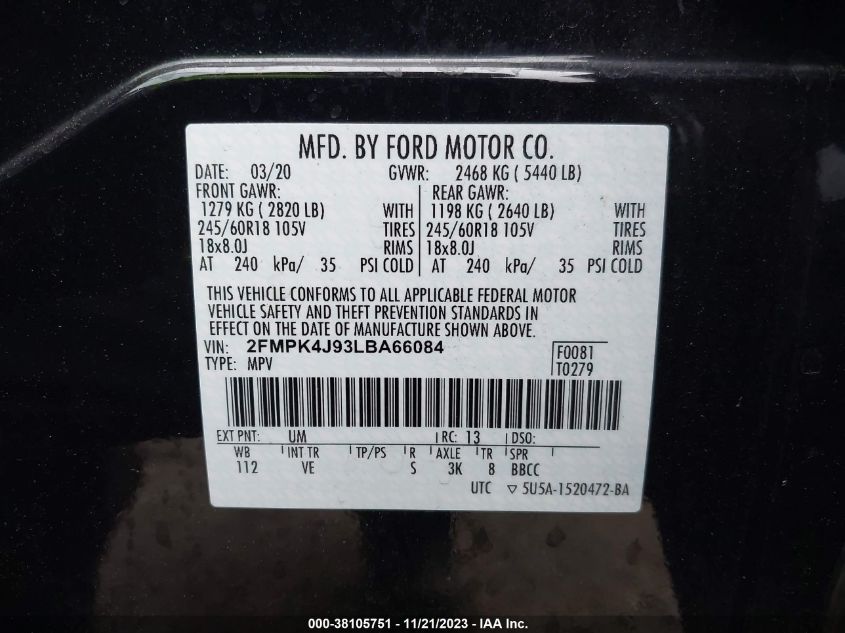 MFD. BY FORD MOTOR CO.
DATE: 03/20 GVWR: 2468 KG ( 5440 LB)
FRONT GAWR: REAR GAWR:
1279 KG ( 2820 LB) WITH 1198 KG ( 2640 LB) WITH
245/60R18 105V TIRES 245/60R18 105V TIRES
18x8.0J RIMS 18x8.0J RIMS
AT 240 kPa/ 35 PSI COLD AT 240 kPa/ 35 PSI COLD
THIS VEHICLE CONFORMS TO ALL APPLICABLE FEDERAL MOTOR
VEHICLE SAFETY AND THEFT PREVENTION STANDARDS IN
EFFECT ON THE DATE OF MANUFACTURE SHOWN ABOVE.
VIN: 2FMPK4J93LBA66084 F0081
TYPE: MPV T0279
EXT PNT: UM RC: 13 DSO:
WB INT TR TP/PS R AXLE TR SPR
112 VE S 3K 8 BBCC
UTC ▽ 5U5A-1520472-BA
000-38105751 - 11/21/2023 - IAA Inc.